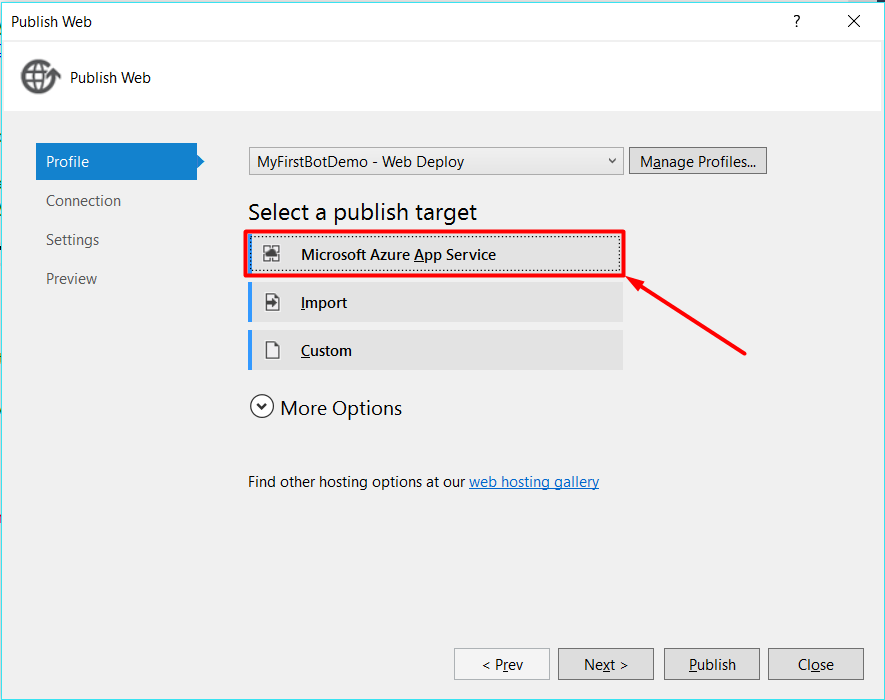 Publish Web
?
Publish Web
Profile
Connection
Settings
Preview
MyFirstBotDemo - Web Deploy
Manage Profiles...
Select a publish target
Microsoft Azure App Service
Import
Custom
More Options
Find other hosting options at our web hosting gallery
< Prev
Next >
Publish
Close